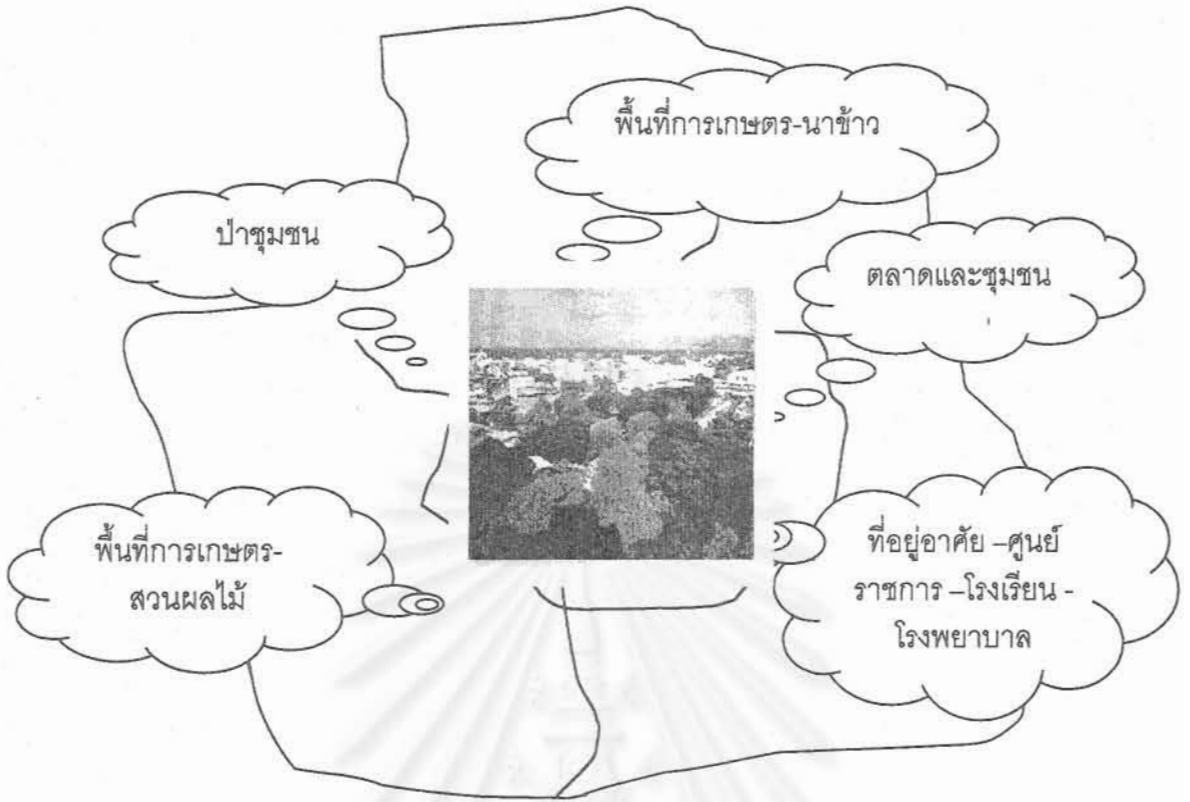 พื้นที่การเกษตร-นาข้าว
ป่าชุมชน
ตลาดและชุมชน
พื้นที่การเกษตร-
สวนผลไม้
ที่อยู่อาศัย –ศูนย์
ราชการ –โรงเรียน -
โรงพยาบาล